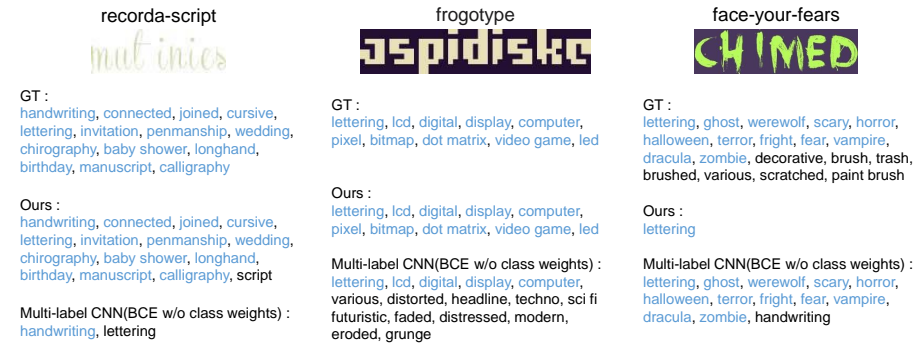 recorda-script
mutinies
GT :
handwriting, connected, joined, cursive,
lettering, invitation, penmanship, wedding,
chirography, baby shower, longhand,
birthday, manuscript, calligraphy
Ours :
handwriting, connected, joined, cursive,
lettering, invitation, penmanship, wedding,
chirography, baby shower, longhand,
birthday, manuscript, calligraphy, script
Multi-label CNN(BCE w/o class weights) :
handwriting, lettering
frogotype
aspidiske
GT :
lettering, lcd, digital, display, computer,
pixel, bitmap, dot matrix, video game, led
Ours :
lettering, lcd, digital, display, computer,
pixel, bitmap, dot matrix, video game, led
Multi-label CNN(BCE w/o class weights) :
lettering, lcd, digital, display, computer,
various, distorted, headline, techno, sci fi
futuristic, faded, distressed, modern,
eroded, grunge
face-your-fears
CHIMED
GT :
lettering, ghost, werewolf, scary, horror,
halloween, terror, fright, fear, vampire,
dracula, zombie, decorative, brush, trash,
brushed, various, scratched, paint brush
Ours :
lettering
Multi-label CNN(BCE w/o class weights) :
lettering, ghost, werewolf, scary, horror,
halloween, terror, fright, fear, vampire,
dracula, zombie, handwriting